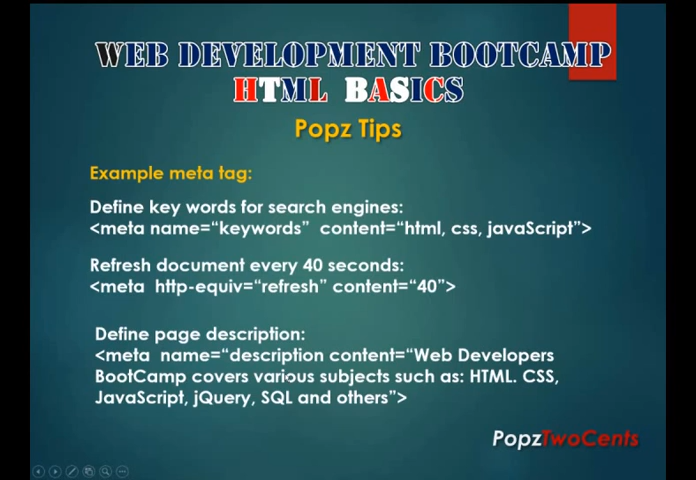 WEB DEVELOPMENT BOOTCAMP
HTML BASICS
Popz Tips
Example meta tag:
Define key words for search engines:
<meta name=“keywords”  content=“html, css, javaScript”>
Refresh document every 40 seconds:
<meta  http-equiv=“refresh” content=“40”>
Define page description:
<meta  name=“description content=“Web Developers
BootCamp covers various subjects such as: HTML. CSS,
JavaScript, jQuery, SQL and others”>
PopzTwoCents